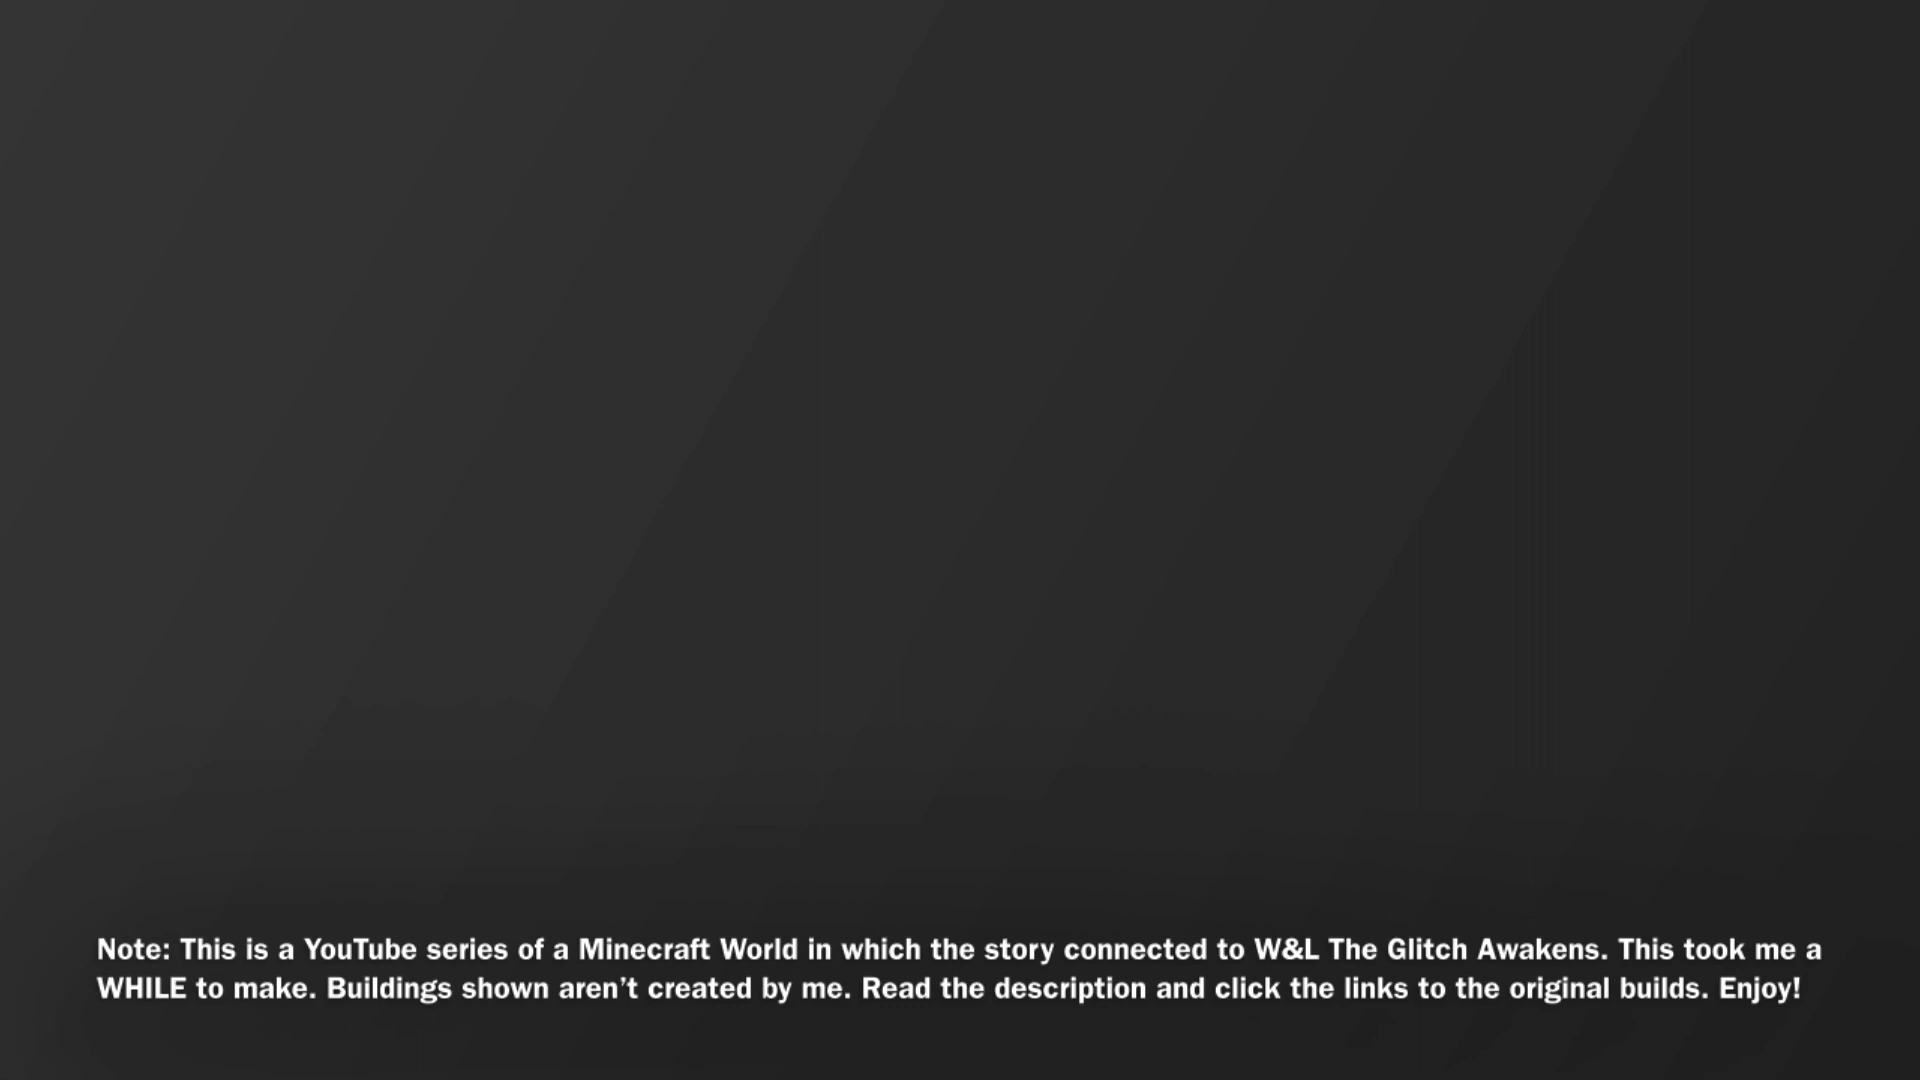 Note: This is a YouTube series of a Minecraft World in which the story connected to W&L The Glitch Awakens. This took me a
WHILE to make. Buildings shown aren’t created by me. Read the description and click the links to the original builds. Enjoy!